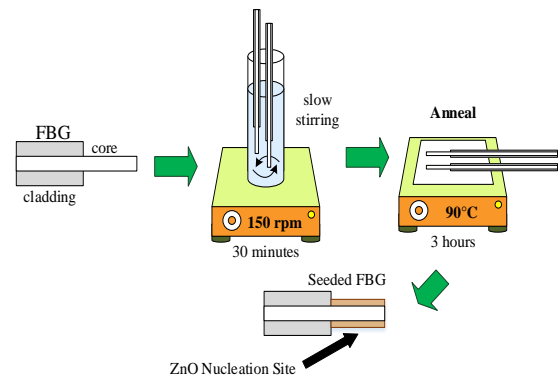 FBG
core
cladding
slow
stirring
150 rpm
30 minutes
Anneal
90°C
3 hours
Seeded FBG
ZnO Nucleation Site